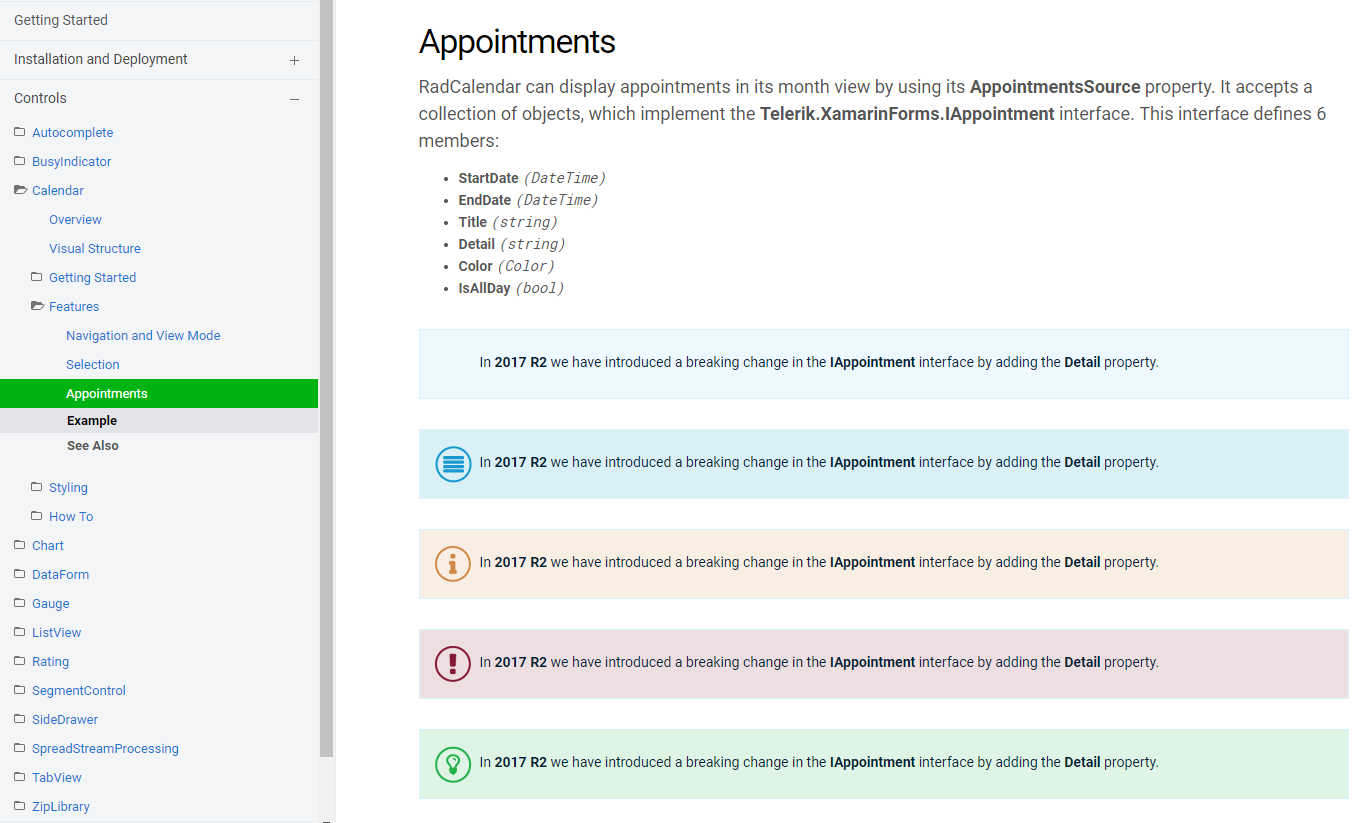 Getting Started
Installation and Deployment
Controls
Autocomplete
BusyIndicator
Calendar
Overview
Visual Structure
Getting Started
Features
Navigation and View Mode
Selection
Appointments
Example
See Also
Styling
How To
Chart
DataForm
Gauge
ListView
Rating
SegmentControl
SideDrawer
SpreadStreamProcessing
TabView
ZipLibrary
Appointments
RadCalendar can display appointments in its month view by using its AppointmentsSource property. It accepts a
collection of objects, which implement the Telerik.XamarinForms.IAppointment interface. This interface defines 6
members:
• StartDate (DateTime)
• EndDate (DateTime)
• Title (string)
• Detail (string)
• Color (Color)
• IsAllDay (bool)
In 2017 R2 we have introduced a breaking change in the IAppointment interface by adding the Detail property.
In 2017 R2 we have introduced a breaking change in the IAppointment interface by adding the Detail property.
In 2017 R2 we have introduced a breaking change in the IAppointment interface by adding the Detail property.
In 2017 R2 we have introduced a breaking change in the IAppointment interface by adding the Detail property.
In 2017 R2 we have introduced a breaking change in the IAppointment interface by adding the Detail property.